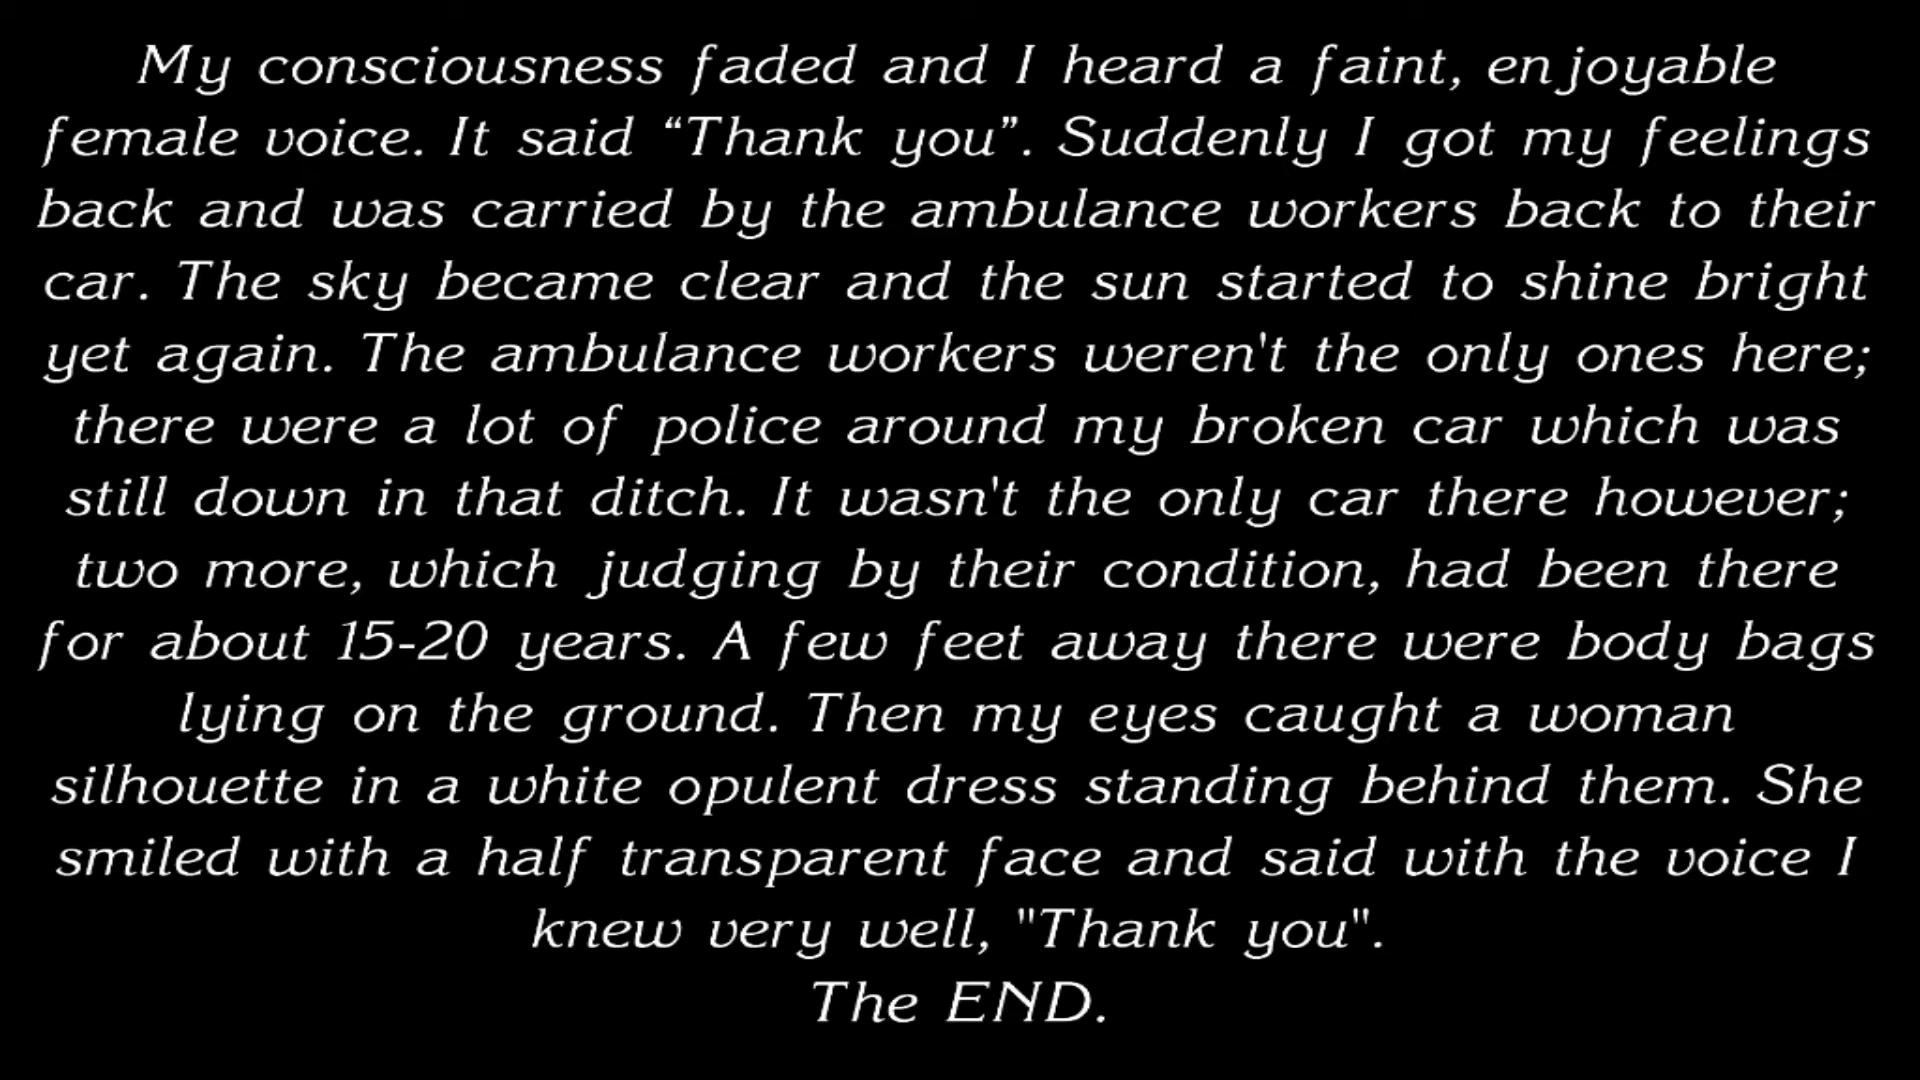 My consciousness faded and I heard a faint, enjoyable
female voice. It said “Thank you”. Suddenly I got my feelings
back and was carried by the ambulance workers back to their
car. The sky became clear and the sun started to shine bright
yet again. The ambulance workers weren't the only ones here;
there were a lot of police around my broken car which was
still down in that ditch. It wasn't the only car there however;
two more, which judging by their condition, had been there
for about 15-20 years. A few feet away there were body bags
lying on the ground. Then my eyes caught a woman
silhouette in a white opulent dress standing behind them. She
smiled with a half transparent face and said with the voice I
knew very well, "Thank you".
The END.